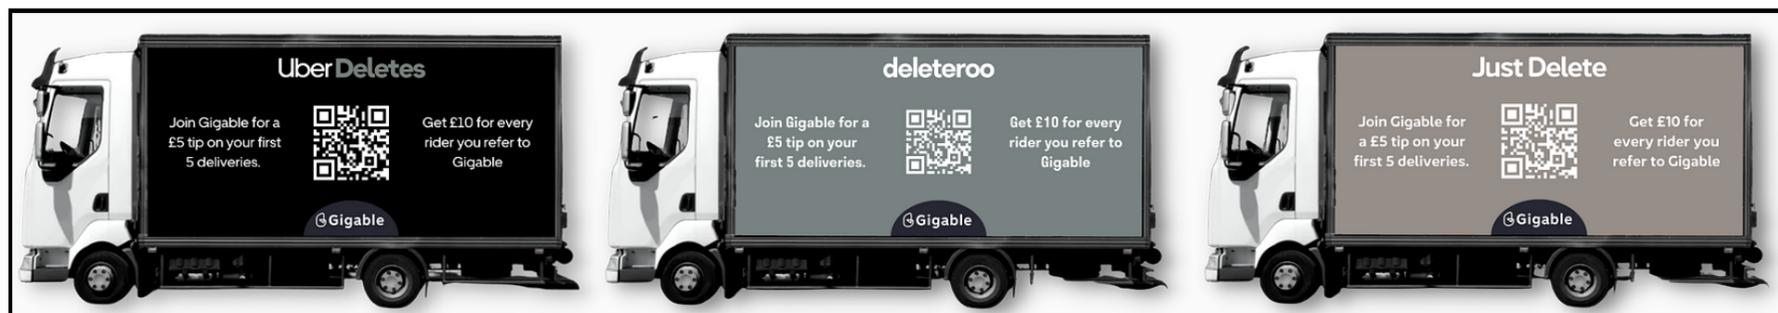 Uber Deletes
Join Gigable for a
£5 tip on your first
5 deliveries.
Get £10 for every
rider you refer to
Gigable
Gigable
deleteroo
Join Gigable for a
£5 tip on your
first 5 deliveries.
Get £10 for every
rider you refer to
Gigable
Gigable
Just Delete
Join Gigable for
a £5 tip on your
first 5 deliveries.
Get £10 for
every rider you
refer to Gigable
Gigable